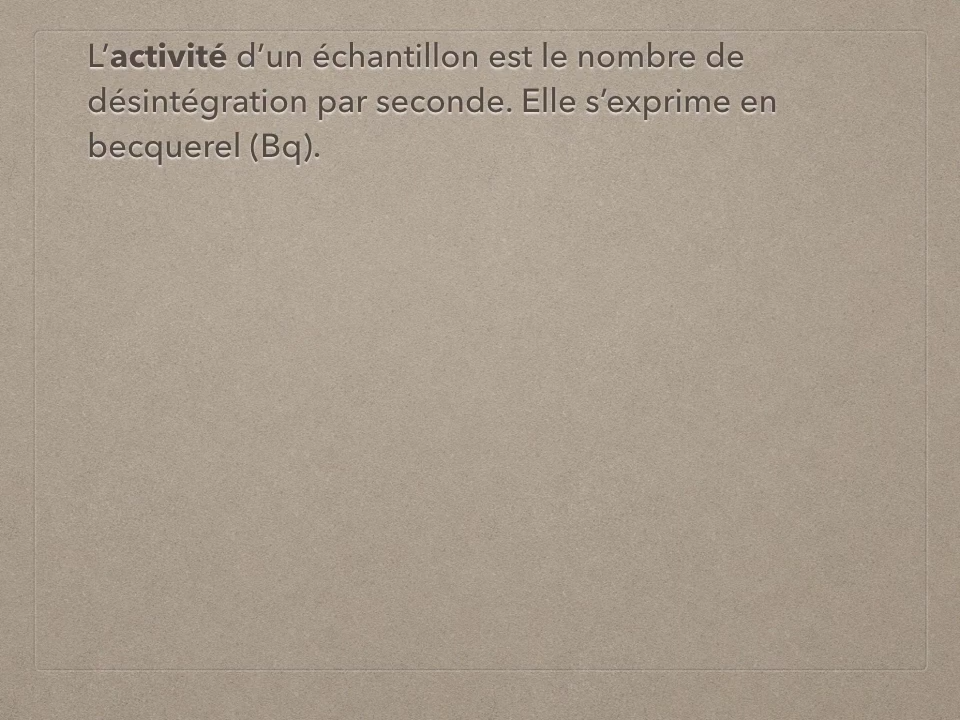 L’activité d’un échantillon est le nombre de
désintégration par seconde. Elle s’exprime en
becquerel (Bq).